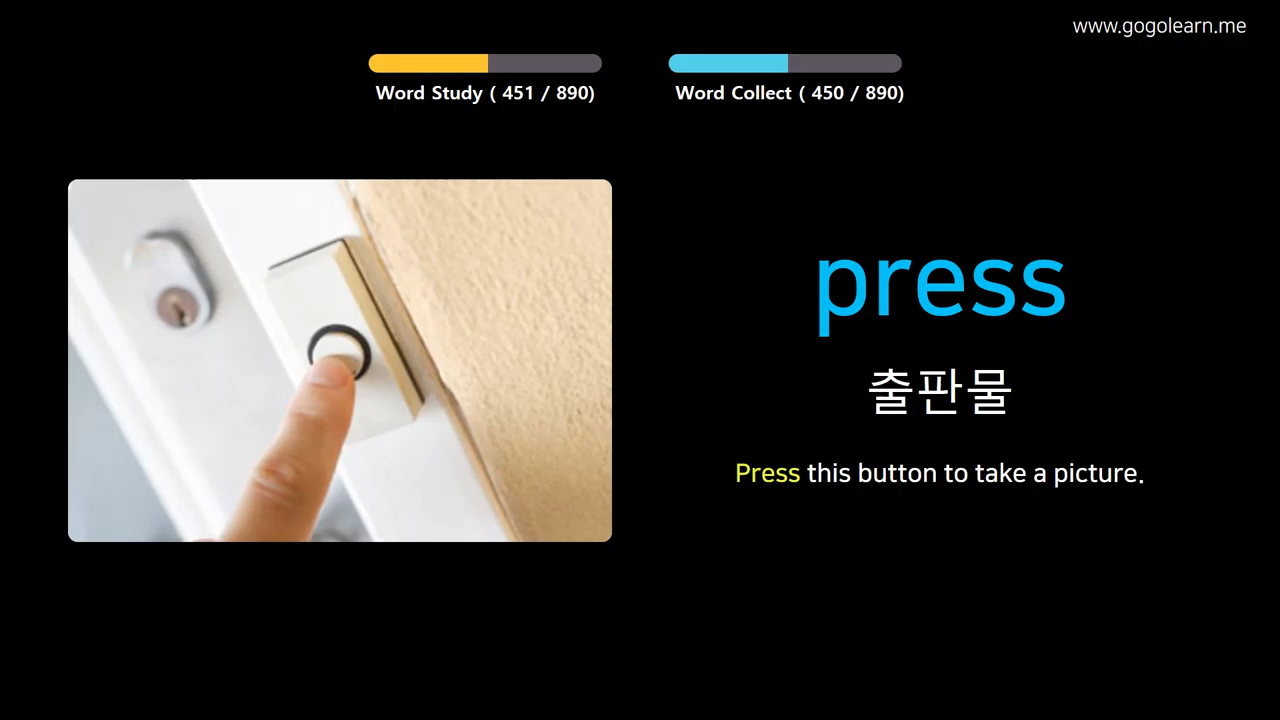 www.gogolearn.me
Word Study ( 451 / 890)
Word Collect ( 450 / 890)
press
출판물
Press this button to take a picture.